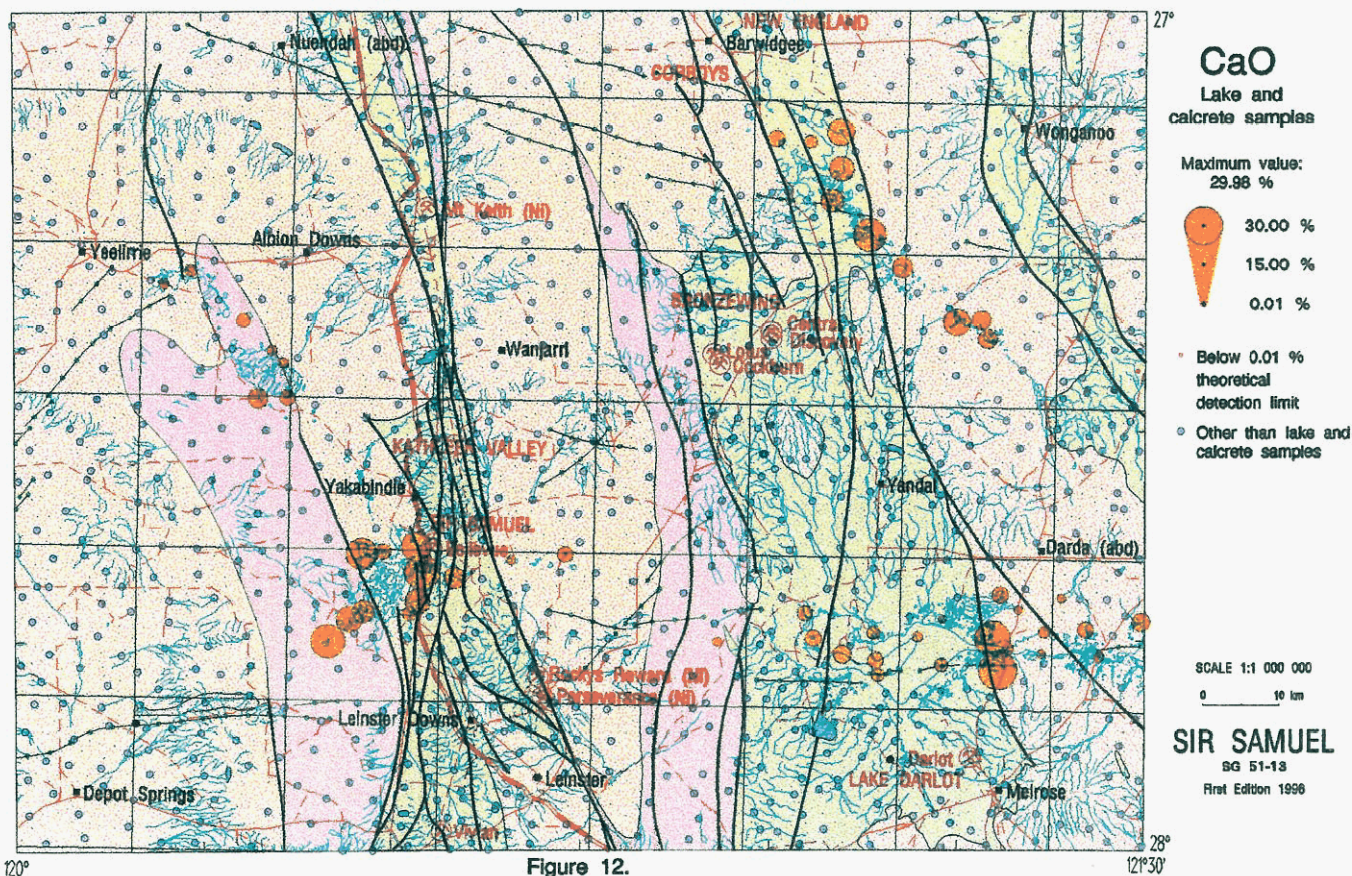 27°
NEW ENGLAND
Barwidgee
CORBOYS
Wonganoo
Mt Keith (Ni)
Yeelirrie
Albion Downs
BRONZEWING
Central
Discovery
Lotus
Cockburn
Wanjarri
KATHLEEN VALLEY
Yakabindie
Yandal
SIR SAMUEL
Bellevue
Darda (abd)
Rockys Reward (Ni)
Perseverance (Ni)
Leinster Downs
Leinster
Darlot
LAKE DARLOT
Melrose
Depot Springs
Vivian
120°
28°
121°30'
Figure 12.
CaO
Lake and
calcrete samples
Maximum value:
29.98 %
30.00 %
15.00 %
0.01 %
Below 0.01 %
theoretical
detection limit
Other than lake and
calcrete samples
SCALE 1:1 000 000
0 10 km
SIR SAMUEL
SG 51-13
First Edition 1996